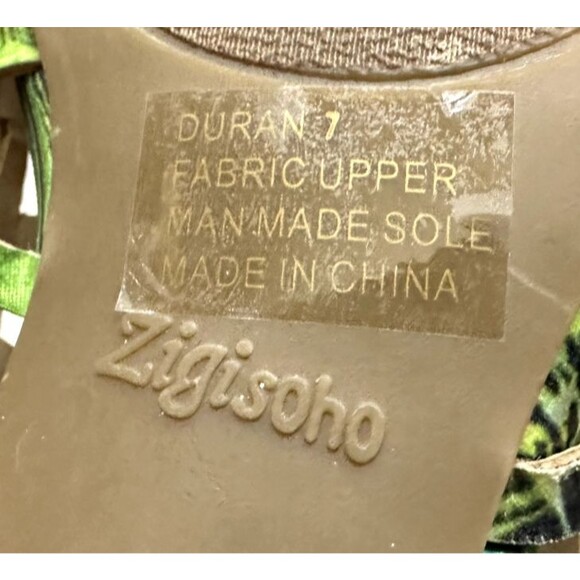 DURAN 7
FABRIC UPPER
MAN MADE SOLE
MADE IN CHINA
Zigisoho